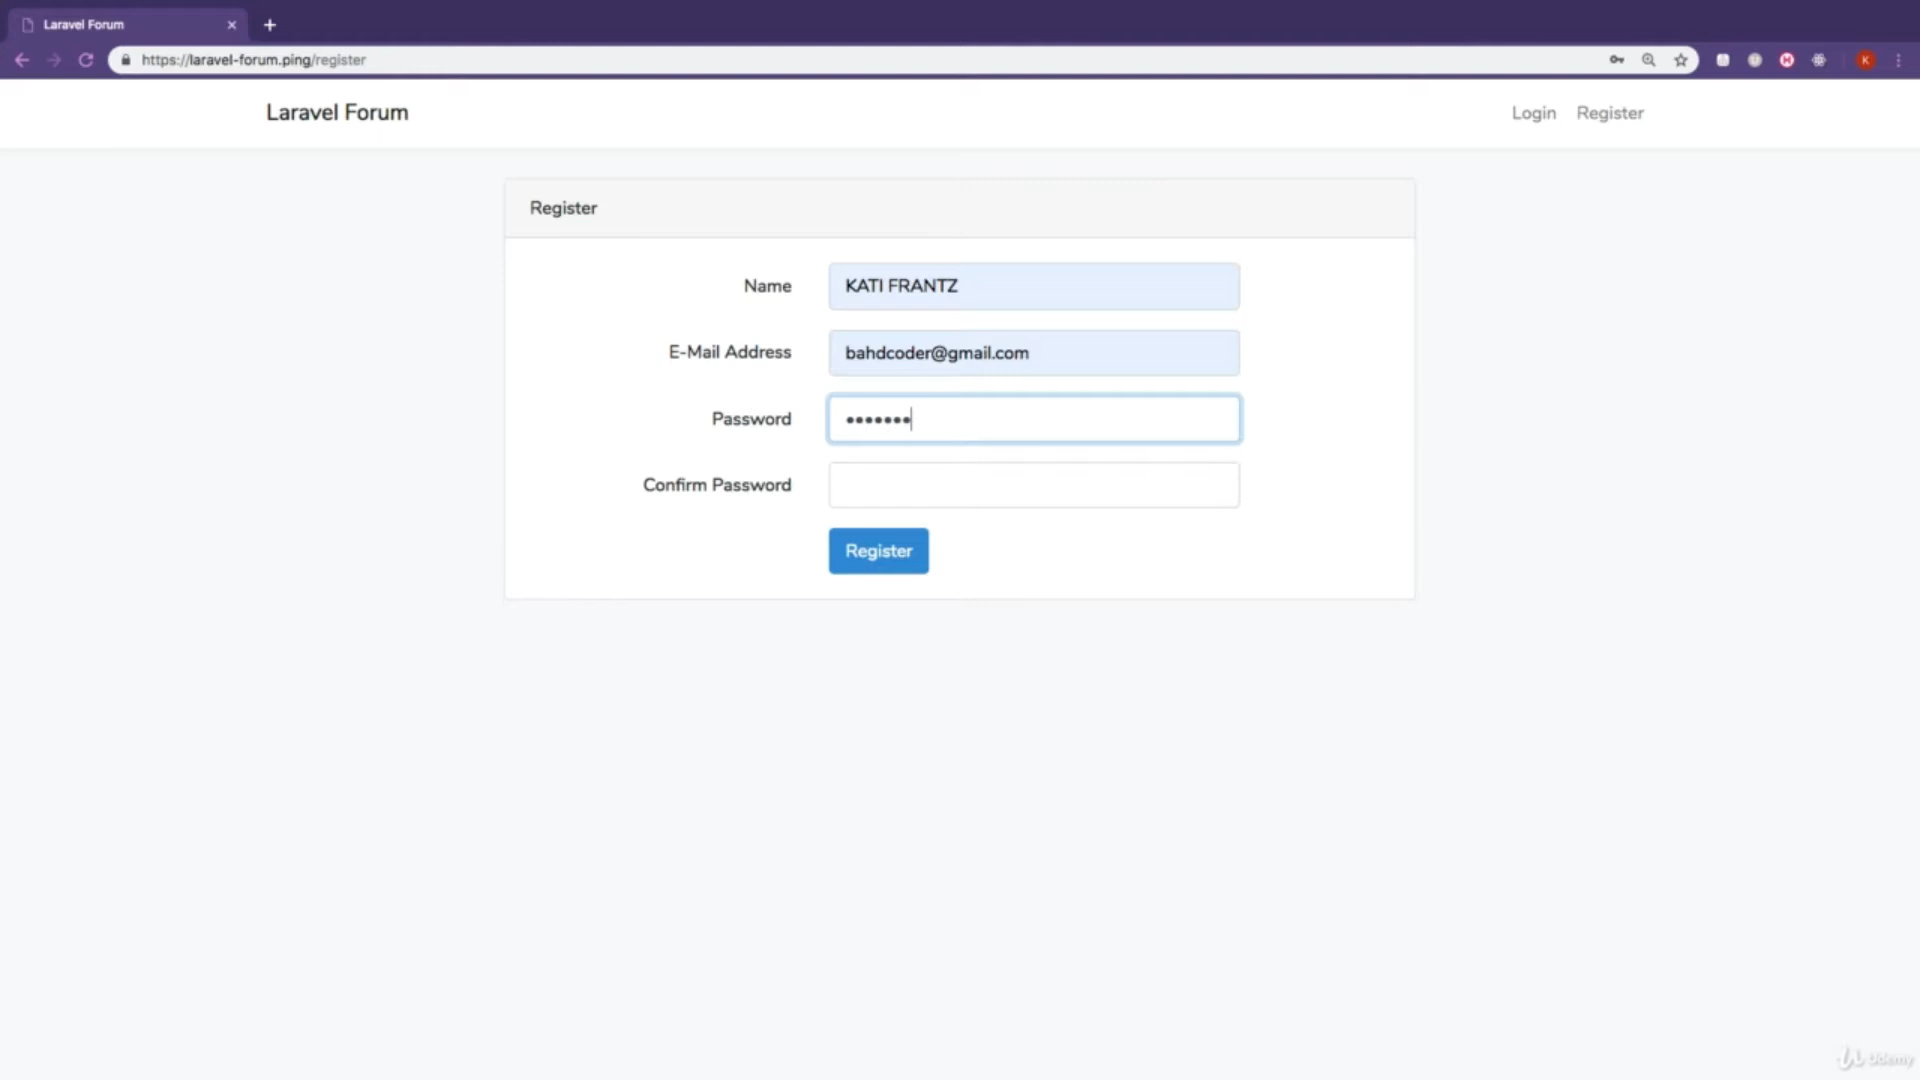 Laravel Forum
https://laravel-forum.ping/register
K
Laravel Forum
Login Register
Register
Name
KATI FRANTZ
E-Mail Address
bahdcoder@gmail.com
Password
•••••••
Confirm Password
Register
Udemy